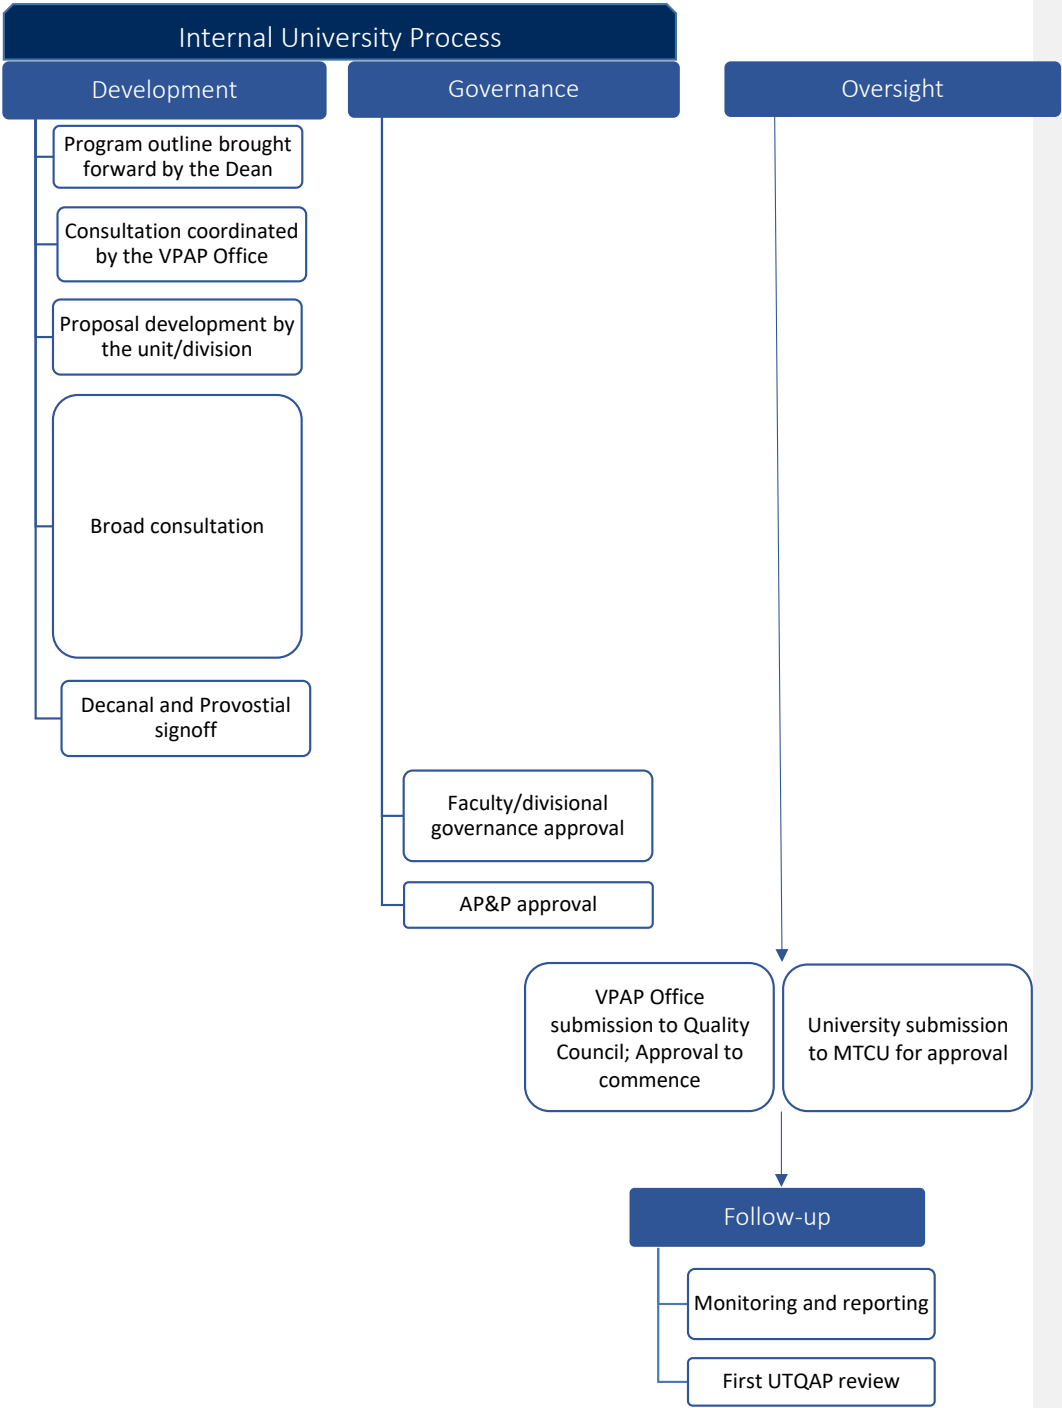 Internal University Process
Development
Governance
Oversight
Program outline brought
forward by the Dean
Consultation coordinated
by the VPAP Office
Proposal development by
the unit/division
Broad consultation
Decanal and Provostial
signoff
Faculty/divisional
governance approval
AP&P approval
VPAP Office
submission to Quality
Council; Approval to
commence
University submission
to MTCU for approval
Follow-up
Monitoring and reporting
First UTQAP review